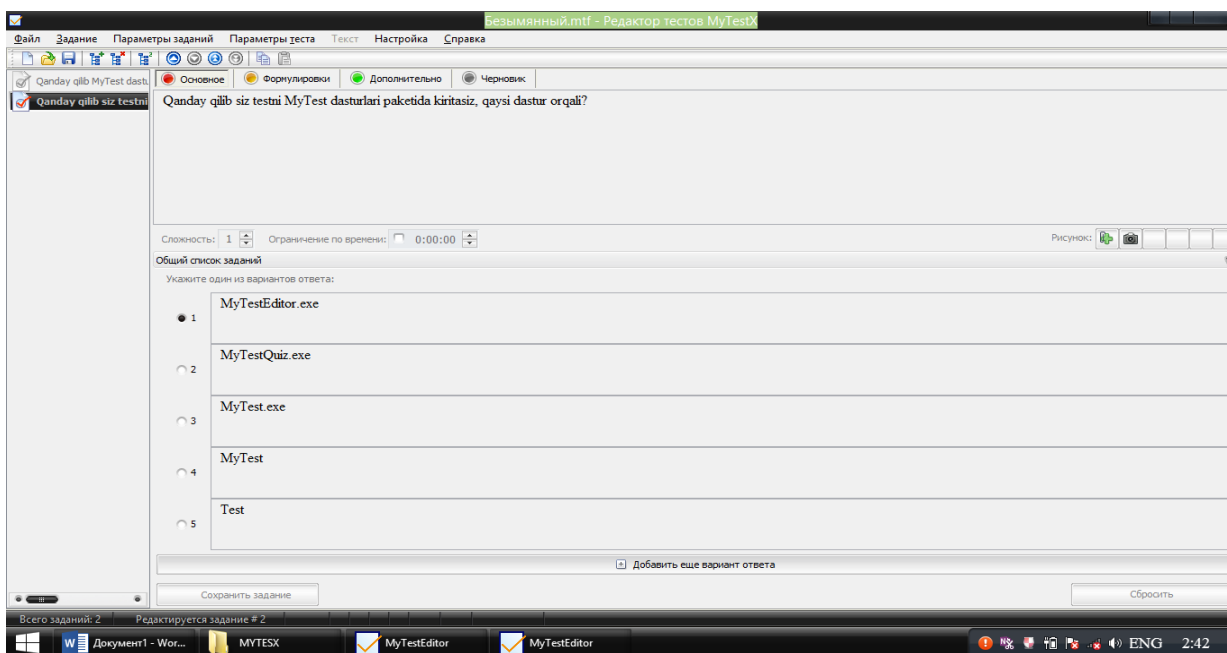 Безымянный.mtf - Редактор тестов MyTestX
Файл Задание Параметры заданий Параметры теста Текст Настройка Справка
Qanday qilib MyTest dastu
Основное Формулировки Дополнительно Черновик
Qanday qilib siz testni
Qanday qilib siz testni MyTest dasturlari paketida kiritasiz, qaysi dastur orqali?
Сложность: 1 Ограничение по времени: 0:00:00 Рисунок:
Общий список заданий
Укажите один из вариантов ответа:
1 MyTestEditor.exe
2 MyTestQuiz.exe
3 MyTest.exe
4 MyTest
5 Test
Добавить еще вариант ответа
Сохранить задание Сбросить
Всего заданий: 2 Редактируется задание # 2
Документ1 - Wor... MYTESX MyTestEditor MyTestEditor ENG 2:42